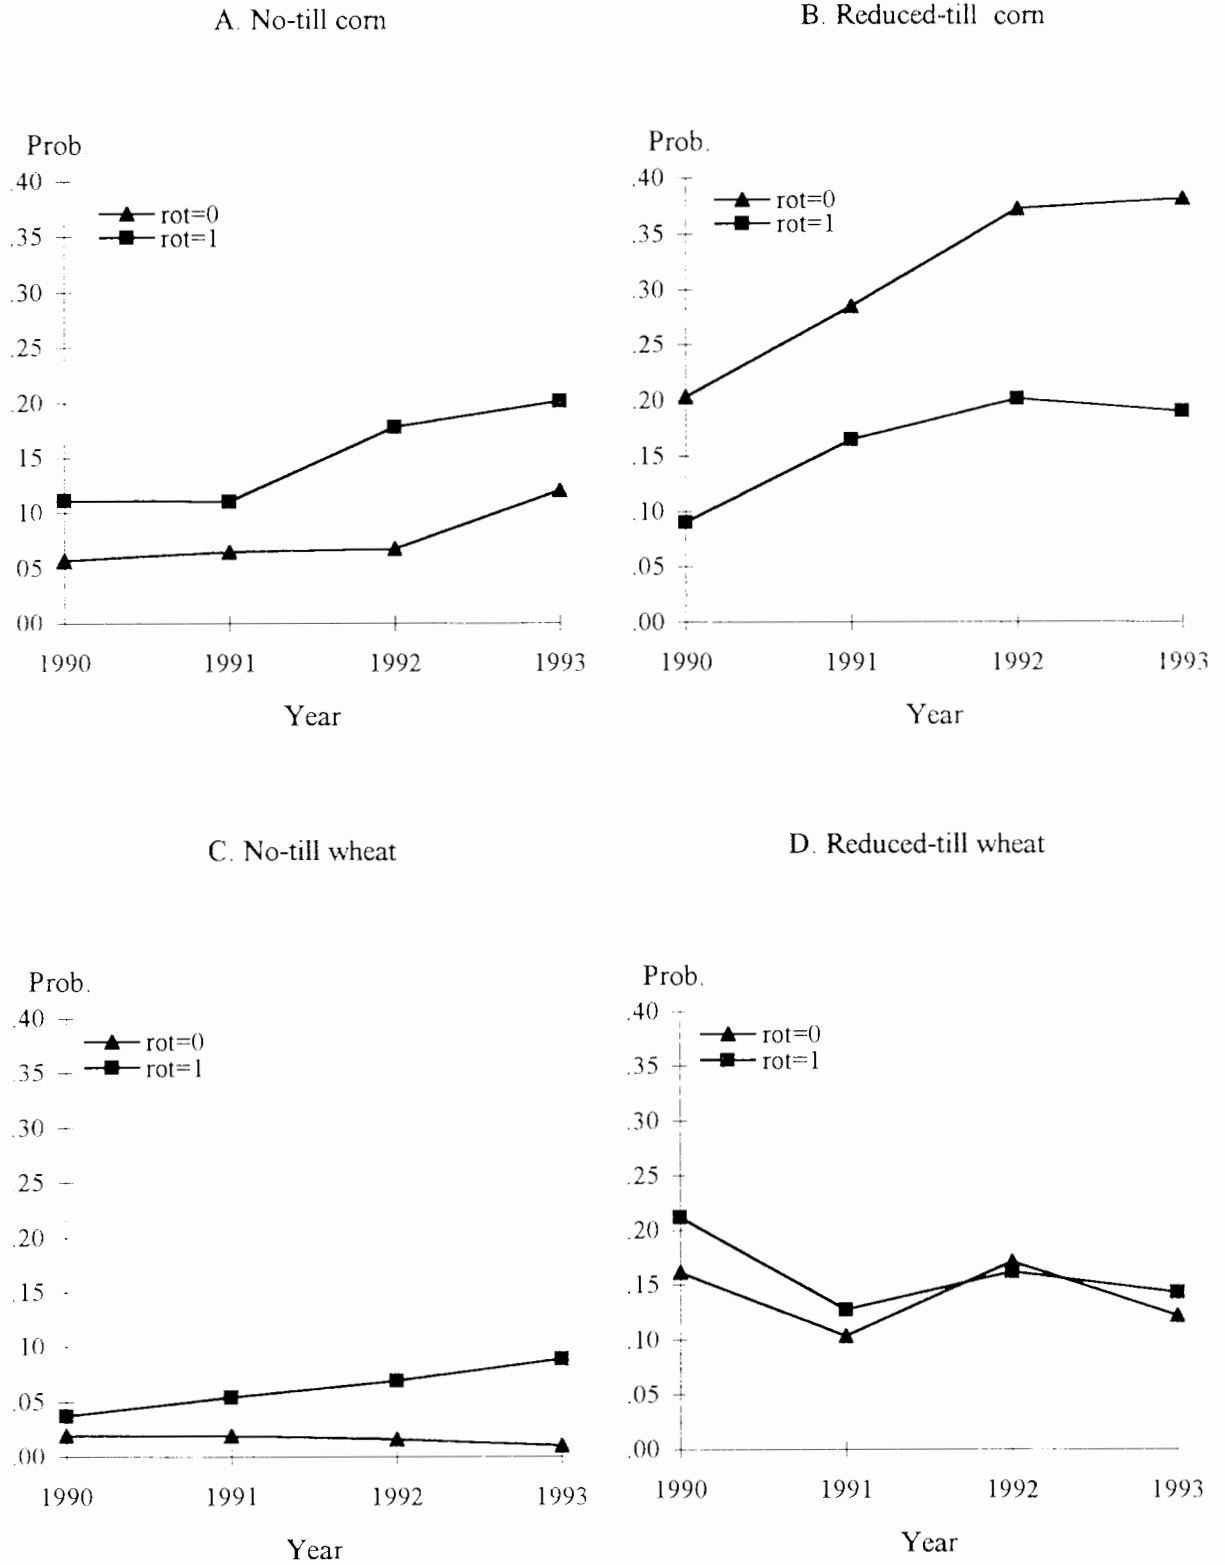 A. No-till corn
Prob.
.40
rot=0
.35
rot=1
.30
.25
.20
15
10
05
00
1990 1991 1992 1993
Year
B. Reduced-till corn
Prob.
.40
rot=0
.35
rot=1
.30
.25
.20
.15
.10
.05
.00
1990 1991 1992 1993
Year
C. No-till wheat
Prob.
.40
rot=0
.35
rot=1
.30
.25
.20
.15
10
.05
.00
1990 1991 1992 1993
Year
D. Reduced-till wheat
Prob.
.40
rot=0
.35
rot=1
.30
.25
.20
.15
.10
.05
.00
1990 1991 1992 1993
Year